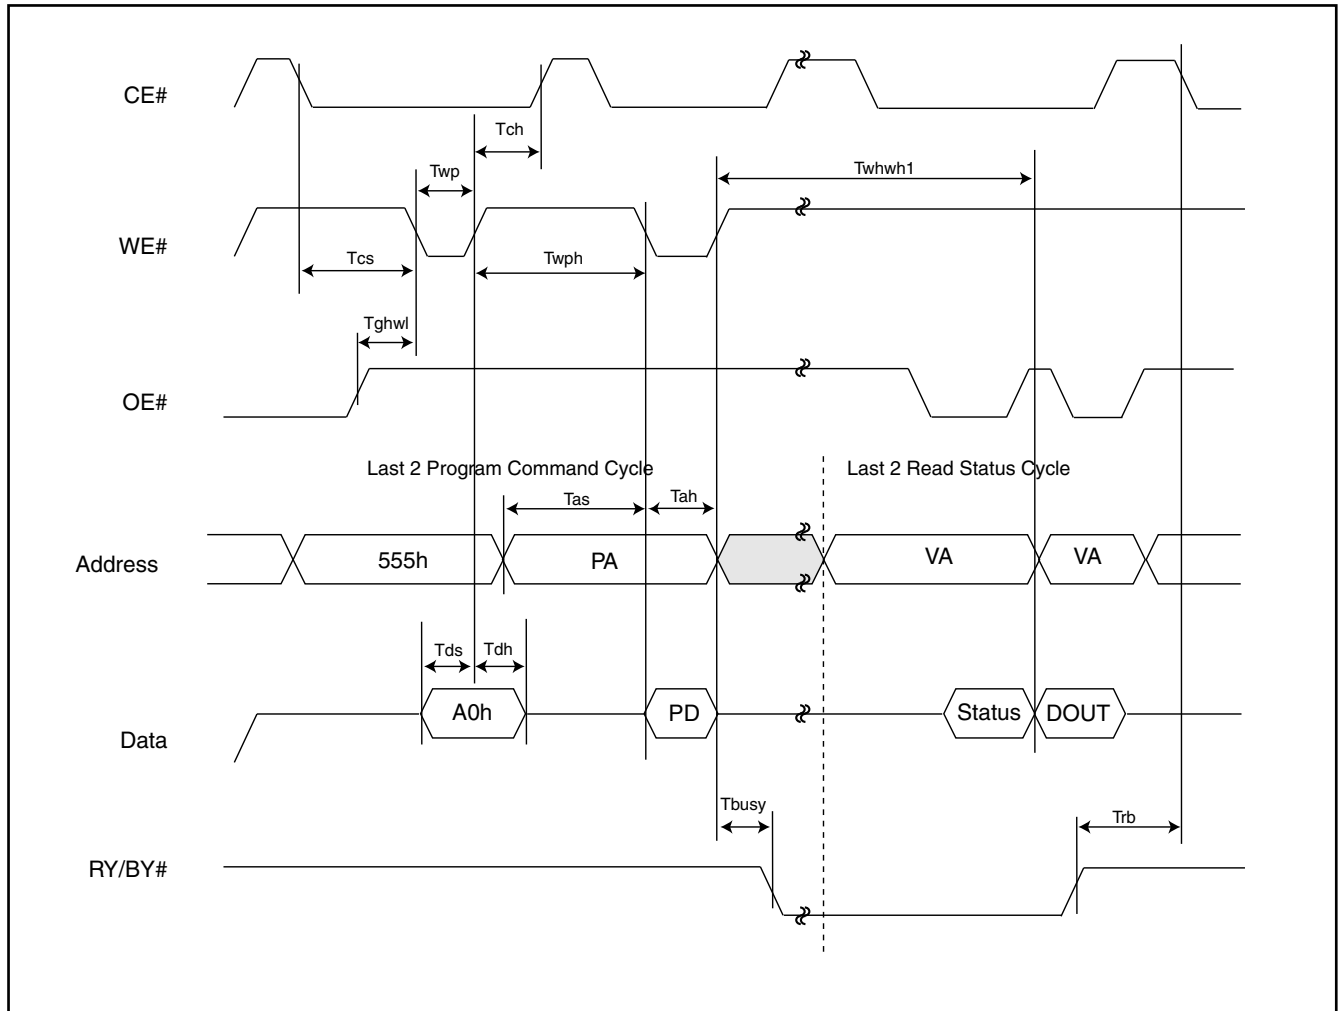 CE#
Tch
Twp
Twhwh1
WE#
Tcs
Twph
Tghwl
OE#
Last 2 Program Command Cycle
Last 2 Read Status Cycle
Tas
Tah
Address
555h
PA
VA
VA
Tds
Tdh
Data
A0h
PD
Status
DOUT
Tbusy
Trb
RY/BY#